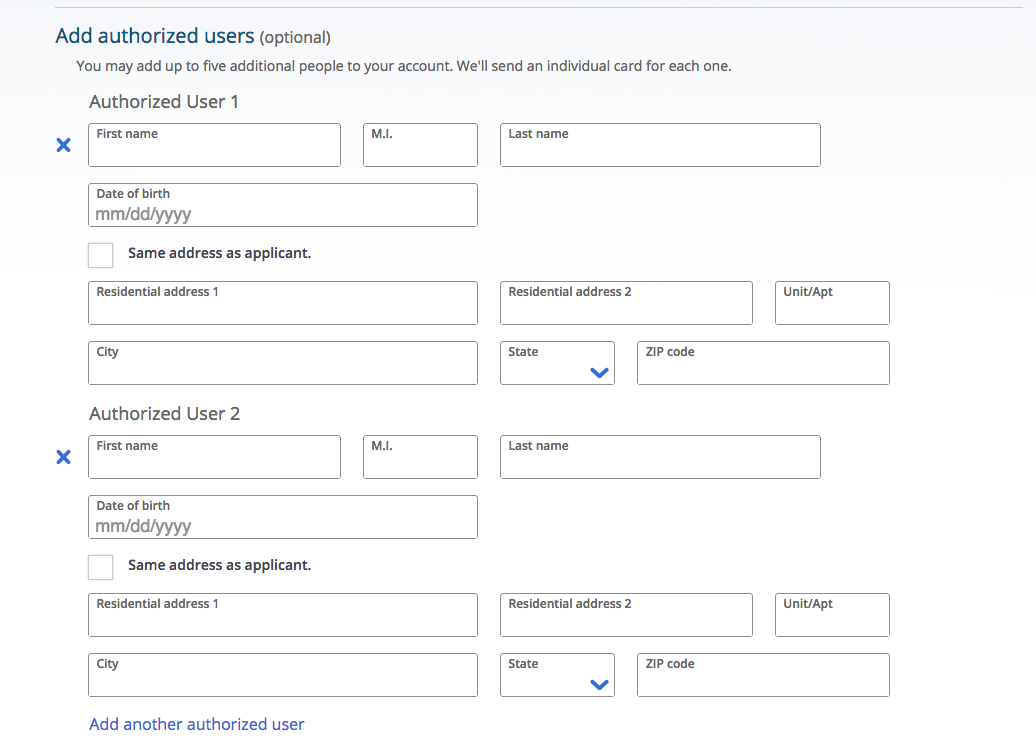 Add authorized users (optional)
You may add up to five additional people to your account. We'll send an individual card for each one.
Authorized User 1
First name M.I. Last name
Date of birth
mm/dd/yyyy
Same address as applicant.
Residential address 1 Residential address 2 Unit/Apt
City State ZIP code
Authorized User 2
First name M.I. Last name
Date of birth
mm/dd/yyyy
Same address as applicant.
Residential address 1 Residential address 2 Unit/Apt
City State ZIP code
Add another authorized user